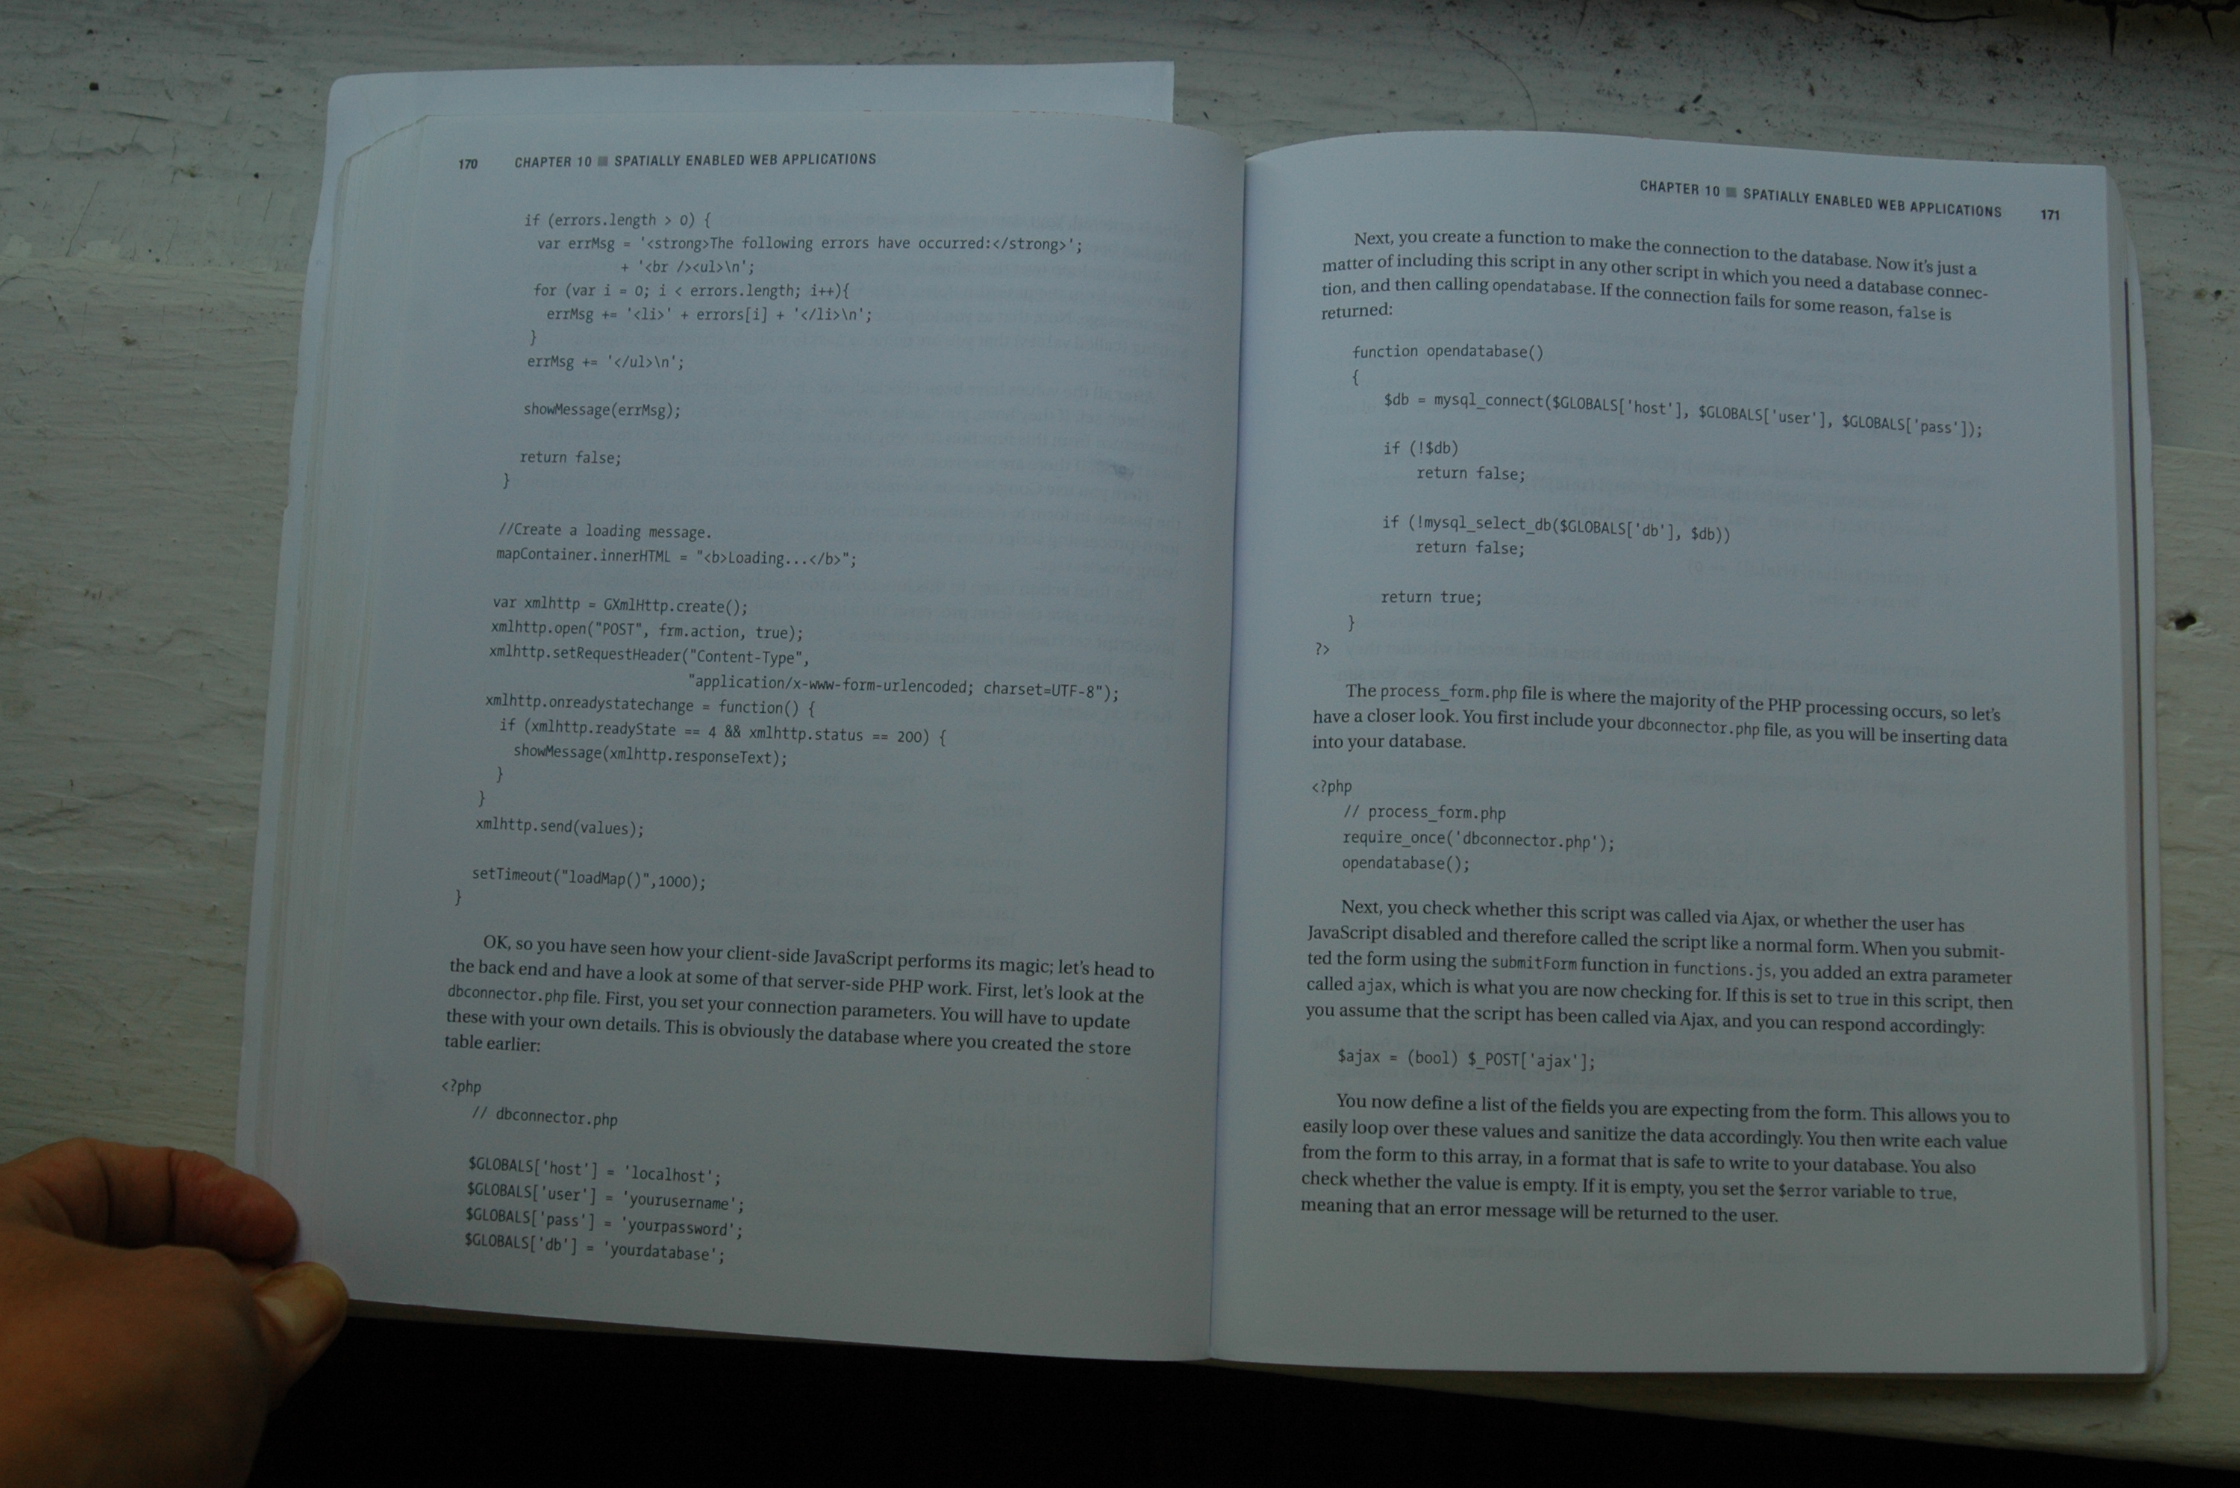 170 CHAPTER 10 ■ SPATIALLY ENABLED WEB APPLICATIONS
if (errors.length > 0) {
var errMsg = '<strong>The following errors have occurred:</strong>';
+ '<br /><ul>\n';
for (var i = 0; i < errors.length; i++){
errMsg += '<li>' + errors[i] + '</li>\n';
}
errMsg += '</ul>\n';
showMessage(errMsg);
return false;
}
//Create a loading message.
mapContainer.innerHTML = "<b>Loading...</b>";
var xmlhttp = GXmlHttp.create();
xmlhttp.open("POST", frm.action, true);
xmlhttp.setRequestHeader("Content-Type",
"application/x-www-form-urlencoded; charset=UTF-8");
xmlhttp.onreadystatechange = function() {
if (xmlhttp.readyState == 4 && xmlhttp.status == 200) {
showMessage(xmlhttp.responseText);
}
}
xmlhttp.send(values);
setTimeout("loadMap()",1000);
}
OK, so you have seen how your client-side JavaScript performs its magic; let's head to
the back end and have a look at some of that server-side PHP work. First, let's look at the
dbconnector.php file. First, you set your connection parameters. You will have to update
these with your own details. This is obviously the database where you created the store
table earlier:
<?php
// dbconnector.php
$GLOBALS['host'] = 'localhost';
$GLOBALS['user'] = 'yourusername';
$GLOBALS['pass'] = 'yourpassword';
$GLOBALS['db'] = 'yourdatabase';
CHAPTER 10 ■ SPATIALLY ENABLED WEB APPLICATIONS 171
Next, you create a function to make the connection to the database. Now it's just a
matter of including this script in any other script in which you need a database connec-
tion, and then calling opendatabase. If the connection fails for some reason, false is
returned:
function opendatabase()
{
$db = mysql_connect($GLOBALS['host'], $GLOBALS['user'], $GLOBALS['pass']);
if (!$db)
return false;
if (!mysql_select_db($GLOBALS['db'], $db))
return false;
return true;
}
?>
The process_form.php file is where the majority of the PHP processing occurs, so let's
have a closer look. You first include your dbconnector.php file, as you will be inserting data
into your database.
<?php
// process_form.php
require_once('dbconnector.php');
opendatabase();
Next, you check whether this script was called via Ajax, or whether the user has
JavaScript disabled and therefore called the script like a normal form. When you submit-
ted the form using the submitForm function in functions.js, you added an extra parameter
called ajax, which is what you are now checking for. If this is set to true in this script, then
you assume that the script has been called via Ajax, and you can respond accordingly:
$ajax = (bool) $_POST['ajax'];
You now define a list of the fields you are expecting from the form. This allows you to
easily loop over these values and sanitize the data accordingly. You then write each value
from the form to this array, in a format that is safe to write to your database. You also
check whether the value is empty. If it is empty, you set the $error variable to true,
meaning that an error message will be returned to the user.